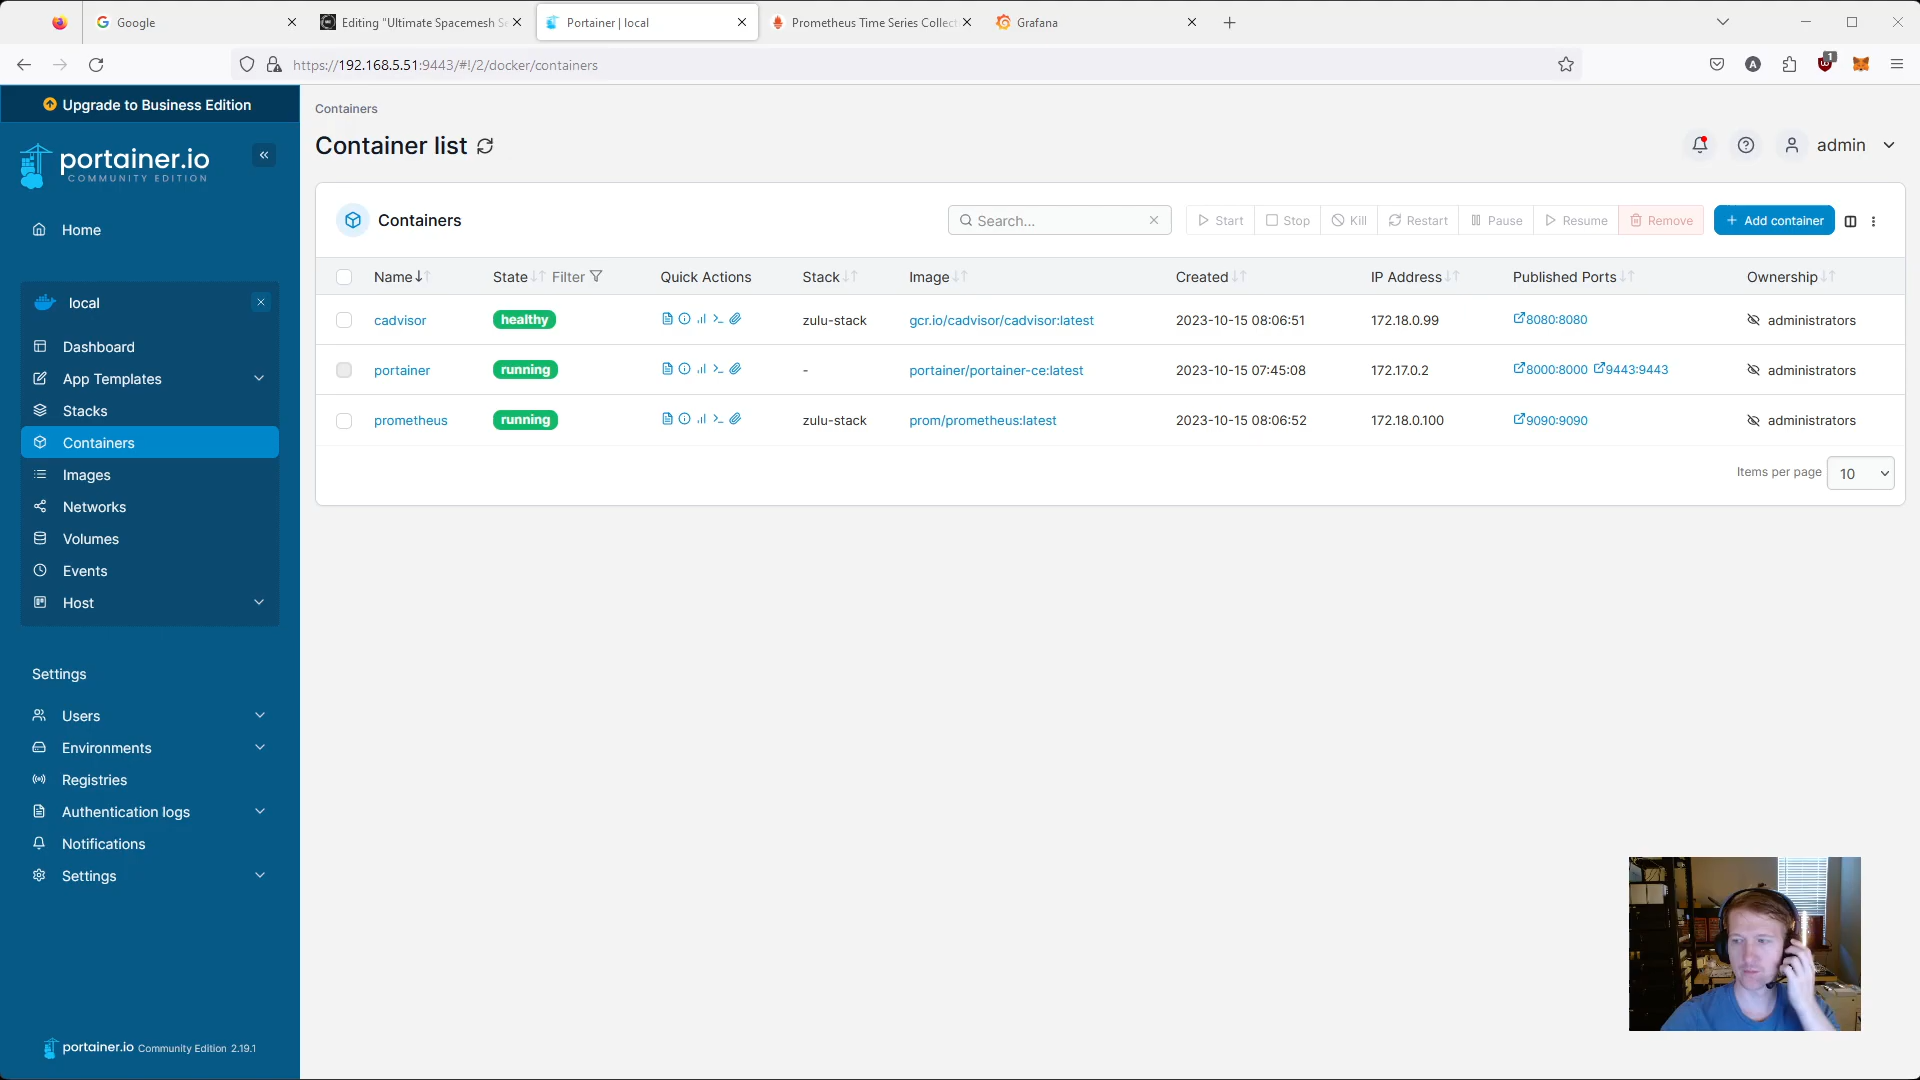 Google
Editing "Ultimate Spacemesh Se
Portainer | local
Prometheus Time Series Collect
Grafana
https://192.168.5.51:9443/#!/2/docker/containers
A
1
Upgrade to Business Edition
portainer.io
COMMUNITY EDITION
Home
local
Dashboard
App Templates
Stacks
Containers
Images
Networks
Volumes
Events
Host
Settings
Users
Environments
Registries
Authentication logs
Notifications
Settings
portainer.io Community Edition 2.19.1
Containers
Container list
admin
Containers
Search...
Start
Stop
Kill
Restart
Pause
Resume
Remove
+ Add container
Name State Filter Quick Actions Stack Image Created IP Address Published Ports Ownership
cadvisor healthy zulu-stack gcr.io/cadvisor/cadvisor:latest 2023-10-15 08:06:51 172.18.0.99 8080:8080 administrators
portainer running - portainer/portainer-ce:latest 2023-10-15 07:45:08 172.17.0.2 8000:8000 9443:9443 administrators
prometheus running zulu-stack prom/prometheus:latest 2023-10-15 08:06:52 172.18.0.100 9090:9090 administrators
Items per page 10